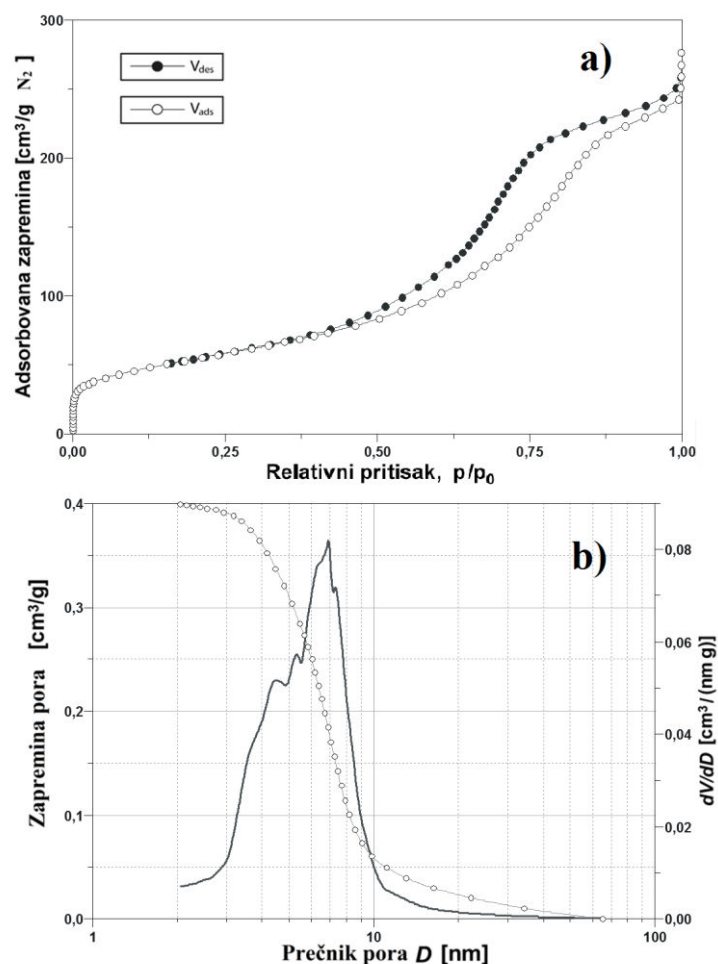 300
a)
V_des
V_ads
Adsorbovana zapremina [cm³/g N₂]
200
100
0
0,00
0,25
0,50
0,75
1,00
Relativni pritisak, p/p₀
0,4
b)
0,08
0,3
0,06
Zapremina pora [cm³/g]
dV/dD [cm³/(nm g)]
0,2
0,04
0,1
0,02
0,0
0,00
1
10
100
Prečnik pora D [nm]